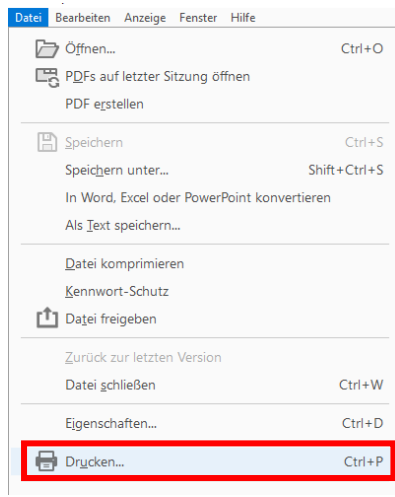 Datei Bearbeiten Anzeige Fenster Hilfe
Öffnen... Ctrl+O
PDFs auf letzter Sitzung öffnen
PDF erstellen
Speichern Ctrl+S
Speichern unter... Shift+Ctrl+S
In Word, Excel oder PowerPoint konvertieren
Als Text speichern...
Datei komprimieren
Kennwort-Schutz
Datei freigeben
Zurück zur letzten Version
Datei schließen Ctrl+W
Eigenschaften... Ctrl+D
Drucken... Ctrl+P